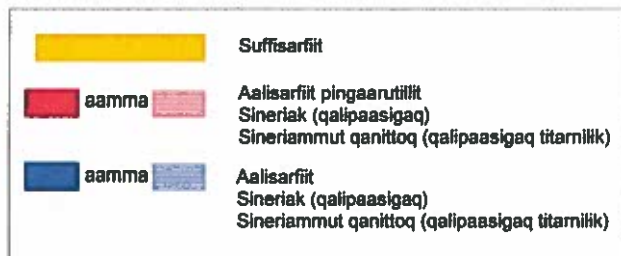 Suffisarfiit
aamma
Aalisarfiit pingaarutillit
Sineriak (qalipaasigaq)
Sineriammut qanittoq (qalipaasigaq titarnilik)
aamma
Aalisarfiit
Sineriak (qalipaasigaq)
Sineriammut qanittoq (qalipaasigaq titarnilik)